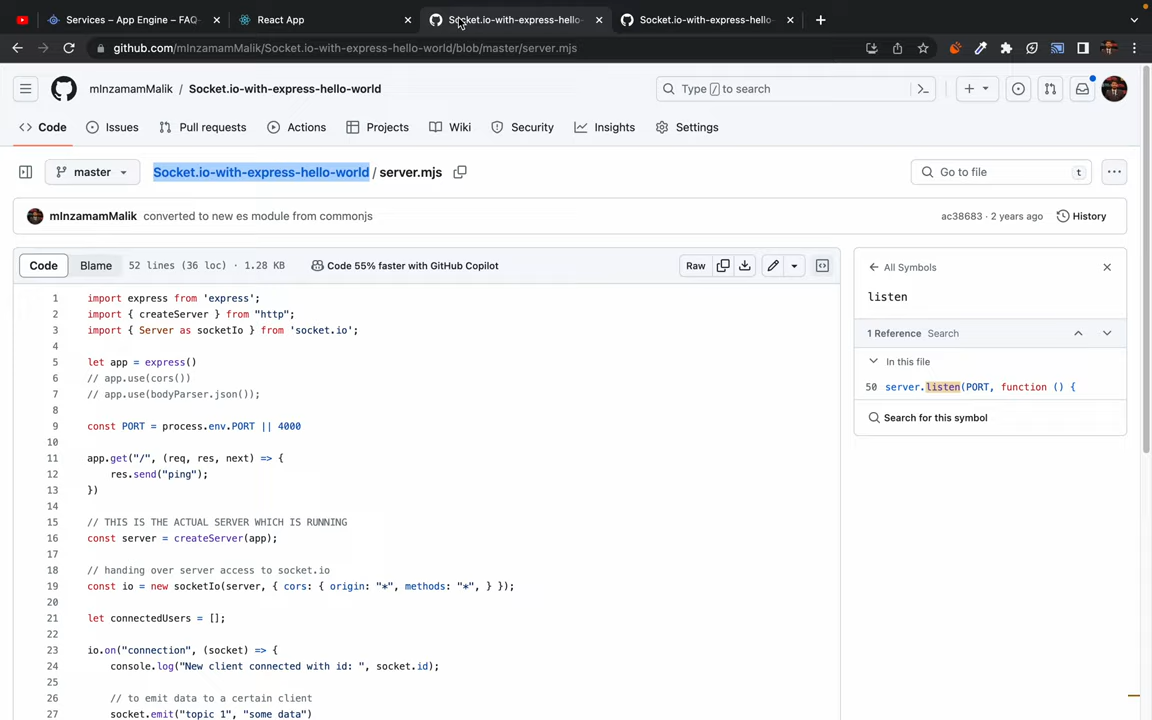 Services – App Engine – FAQ-
React App
Socket.io-with-express-hello-
Socket.io-with-express-hello-
github.com/mInzamamMalik/Socket.io-with-express-hello-world/blob/master/server.mjs
mInzamamMalik / Socket.io-with-express-hello-world
Type / to search
Code
Issues
Pull requests
Actions
Projects
Wiki
Security
Insights
Settings
master
Socket.io-with-express-hello-world / server.mjs
Go to file
t
mInzamamMalik converted to new es module from commonjs
ac38683 · 2 years ago
History
Code
Blame
52 lines (36 loc) · 1.28 KB
Code 55% faster with GitHub Copilot
Raw
1 import express from 'express';
2 import { createServer } from "http";
3 import { Server as socketIo } from 'socket.io';
4
5 let app = express()
6 // app.use(cors())
7 // app.use(bodyParser.json());
8
9 const PORT = process.env.PORT || 4000
10
11 app.get("/", (req, res, next) => {
12 res.send("ping");
13 })
14
15 // THIS IS THE ACTUAL SERVER WHICH IS RUNNING
16 const server = createServer(app);
17
18 // handing over server access to socket.io
19 const io = new socketIo(server, { cors: { origin: "*", methods: "*", } });
20
21 let connectedUsers = [];
22
23 io.on("connection", (socket) => {
24 console.log("New client connected with id: ", socket.id);
25
26 // to emit data to a certain client
27 socket.emit("topic 1", "some data")
All Symbols
listen
1 Reference Search
In this file
50 server.listen(PORT, function () {
Search for this symbol